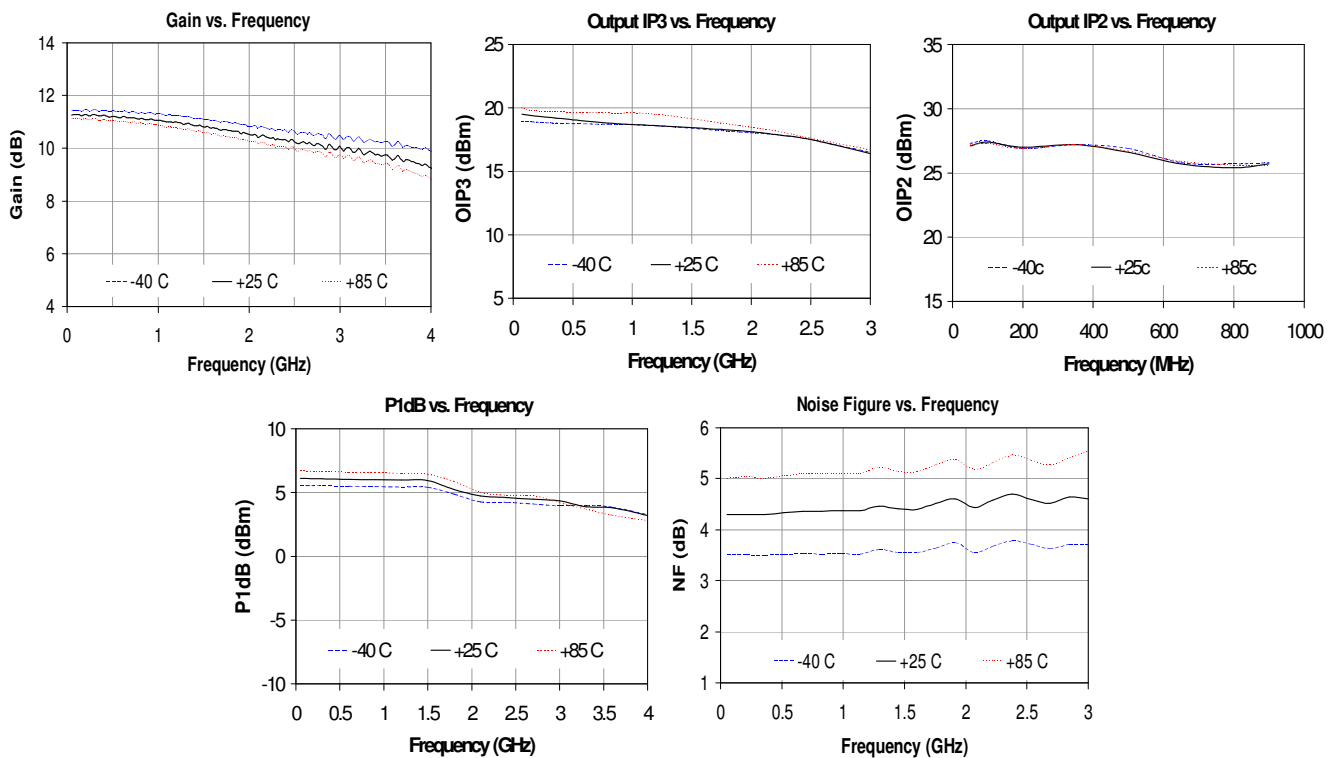 Gain vs. Frequency
14
12
10
8
6
4
Gain (dB)
-40 C +25 C +85 C
0 1 2 3 4
Frequency (GHz)
Output IP3 vs. Frequency
25
20
15
10
5
OIP3 (dBm)
-40 C +25 C +85 C
0 0.5 1 1.5 2 2.5 3
Frequency (GHz)
Output IP2 vs. Frequency
35
30
25
20
15
OIP2 (dBm)
-40c +25c +85c
0 200 400 600 800 1000
Frequency (MHz)
P1dB vs. Frequency
10
5
0
-5
-10
P1dB (dBm)
-40 C +25 C +85 C
0 0.5 1 1.5 2 2.5 3 3.5 4
Frequency (GHz)
Noise Figure vs. Frequency
6
5
4
3
2
1
NF (dB)
-40 C +25 C +85 C
0 0.5 1 1.5 2 2.5 3
Frequency (GHz)